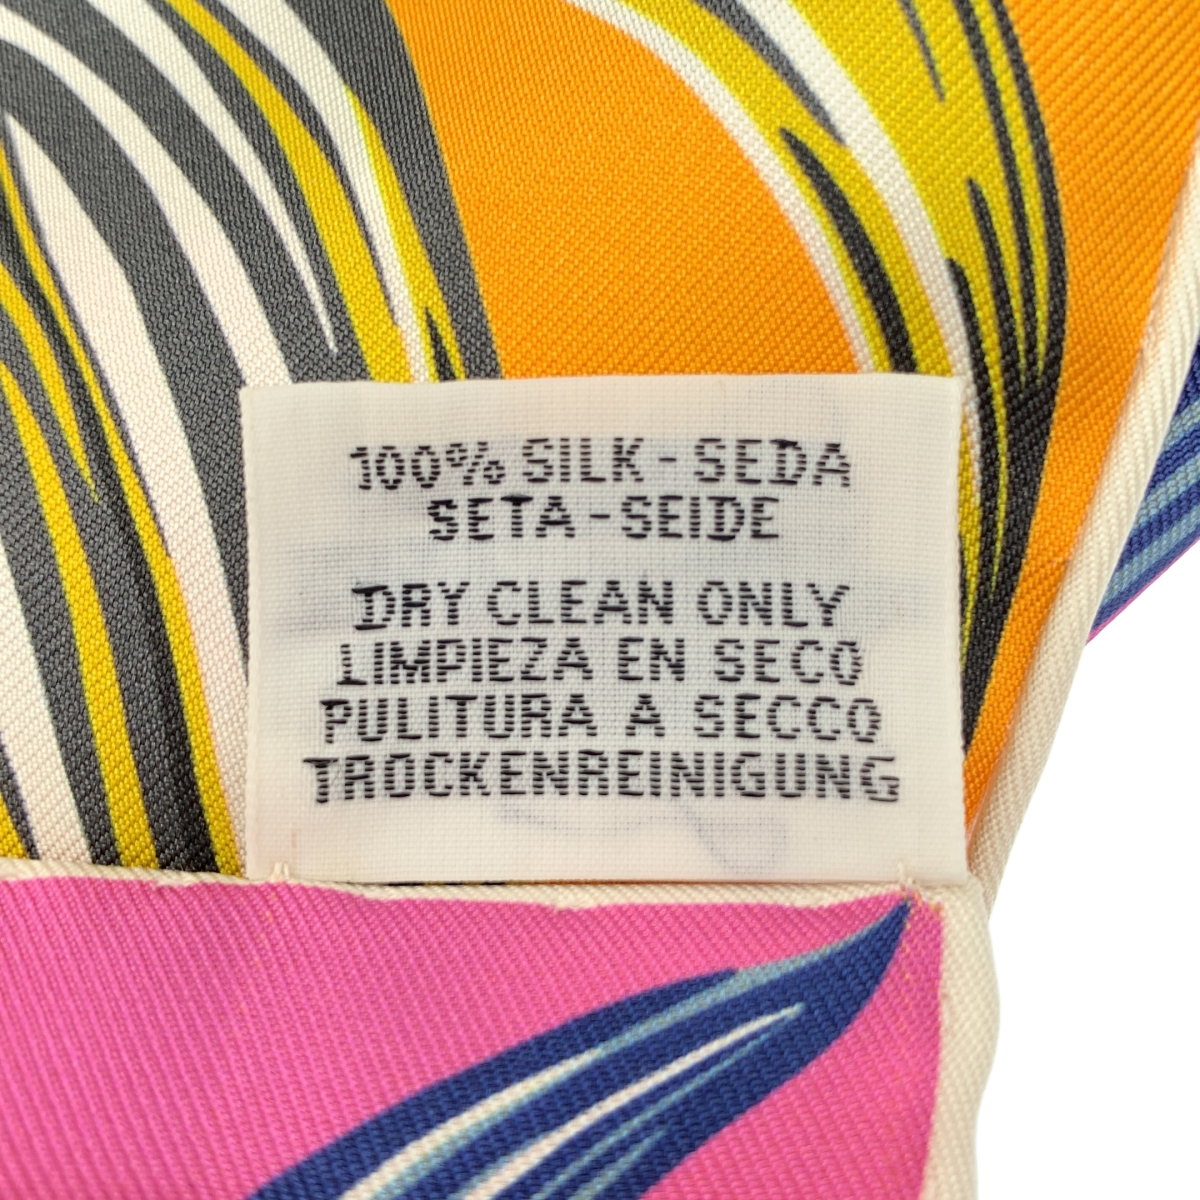 100% SILK-SEDA
SETA-SEIDE
DRY CLEAN ONLY
LIMPIEZA EN SECO
PULITURA A SECCO
TROCKENREINIGUNG